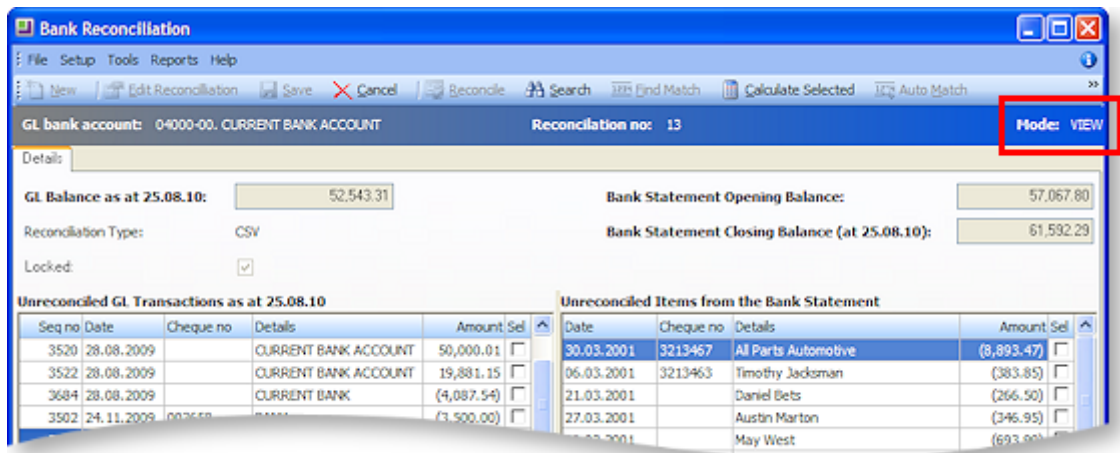 Bank Reconciliation
File Setup Tools Reports Help
New Edit Reconciliation Save Cancel Reconcile Search Find Match Calculate Selected Auto Match
GL bank account: 04000-00. CURRENT BANK ACCOUNT Reconcilation no: 13 Mode: VIEW
Details
GL Balance as at 25.08.10: 52,543.31 Bank Statement Opening Balance: 57,067.80
Reconciliation Type: CSV Bank Statement Closing Balance (at 25.08.10): 61,592.29
Locked:
Unreconciled GL Transactions as at 25.08.10 Unreconciled Items from the Bank Statement
Seq no Date Cheque no Details Amount Sel Date Cheque no Details Amount Sel
3520 28.08.2009 CURRENT BANK ACCOUNT 50,000.01 30.03.2001 3213467 All Parts Automotive (8,893.47)
3522 28.08.2009 CURRENT BANK ACCOUNT 19,881.15 06.03.2001 3213463 Timothy Jacksman (383.85)
3684 28.08.2009 CURRENT BANK (4,087.54) 21.03.2001 Daniel Bets (266.50)
3502 24.11.2009 (3,500.00) 27.03.2001 Austin Marton (346.95)
May West